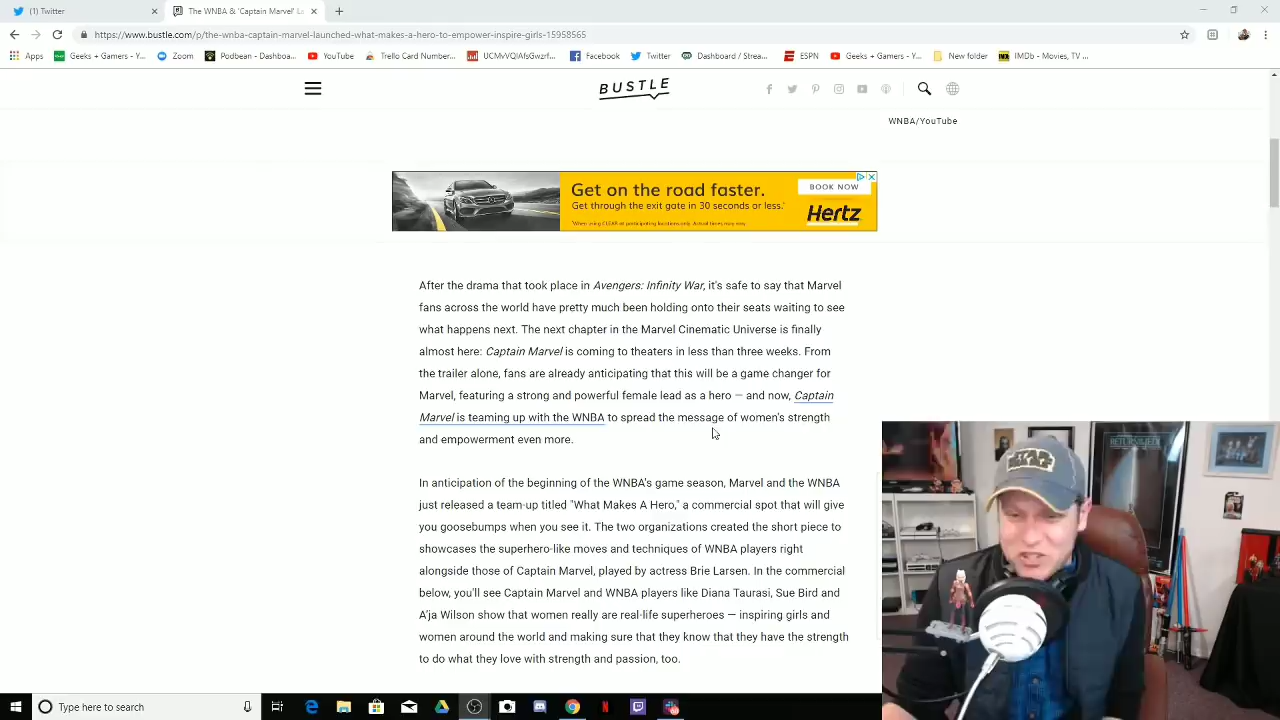 (1) Twitter
The WNBA & 'Captain Marvel' La
https://www.bustle.com/p/the-wnba-captain-marvel-launched-what-makes-a-hero-to-empower-inspire-girls-15958565
Apps
Geeks + Gamers - Yo...
Zoom
Podbean - Dashboard
YouTube
Trello Card Number...
UCMvVQIAfsGwzrf...
Facebook
Twitter
Dashboard / Strea...
ESPN
Geeks + Gamers - Y...
New folder
IMDb - Movies, TV ...
BUSTLE
WNBA/YouTube
Get on the road faster.
Get through the exit gate in 30 seconds or less.*
BOOK NOW
Hertz
After the drama that took place in Avengers: Infinity War, it's safe to say that Marvel
fans across the world have pretty much been holding onto their seats waiting to see
what happens next. The next chapter in the Marvel Cinematic Universe is finally
almost here: Captain Marvel is coming to theaters in less than three weeks. From
the trailer alone, fans are already anticipating that this will be a game changer for
Marvel, featuring a strong and powerful female lead as a hero — and now, Captain
Marvel is teaming up with the WNBA to spread the message of women's strength
and empowerment even more.
In anticipation of the beginning of the WNBA's game season, Marvel and the WNBA
just released a team-up titled "What Makes A Hero," a commercial spot that will give
you goosebumps when you see it. The two organizations created the short piece to
showcases the superhero-like moves and techniques of WNBA players right
alongside those of Captain Marvel, played by actress Brie Larsen. In the commercial
below, you'll see Captain Marvel and WNBA players like Diana Taurasi, Sue Bird and
A'ja Wilson show that women really are real-life superheroes — inspiring girls and
women around the world and making sure that they know that they have the strength
to do what they love with strength and passion, too.
STAR WARS
RETURN OF THE JEDI
Type here to search